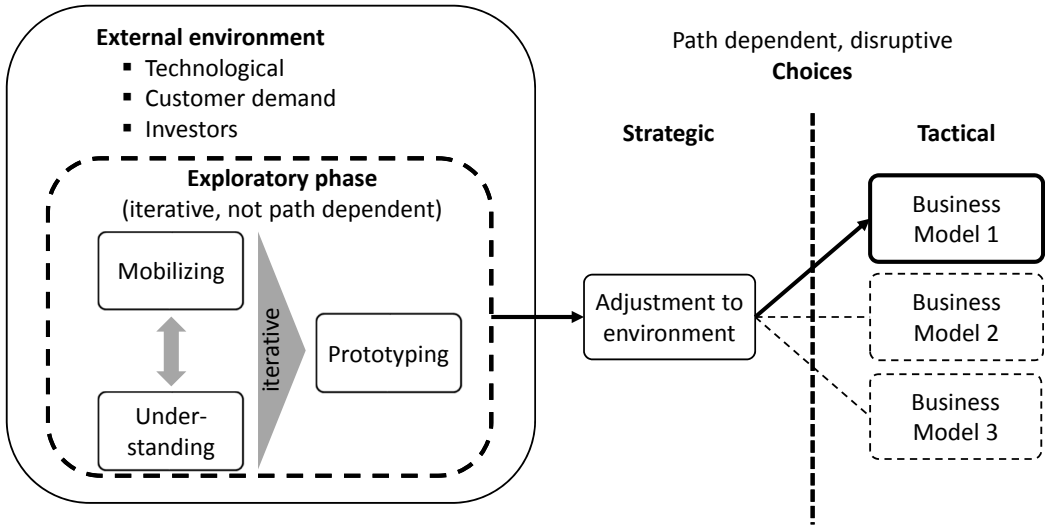 External environment
▪ Technological
▪ Customer demand
▪ Investors
Exploratory phase
(iterative, not path dependent)
Mobilizing
Under-
standing
iterative
Prototyping
Path dependent, disruptive
Choices
Strategic
Tactical
Adjustment to
environment
Business
Model 1
Business
Model 2
Business
Model 3